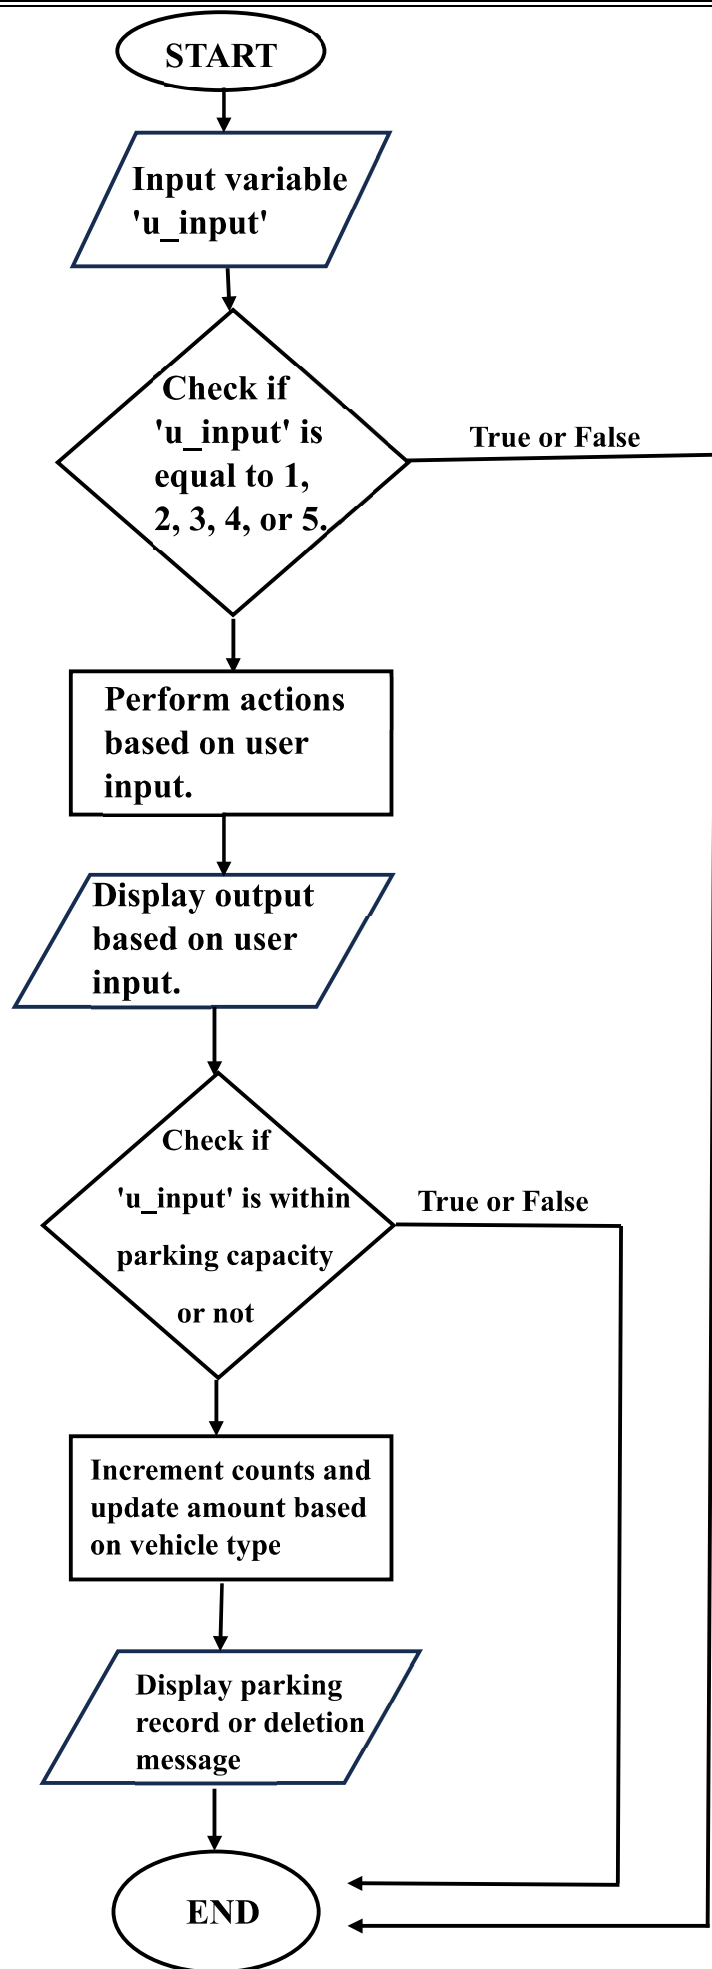 START
Input variable
'u_input'
Check if
'u_input' is
equal to 1,
2, 3, 4, or 5.
True or False
Perform actions
based on user
input.
Display output
based on user
input.
Check if
'u_input' is within
parking capacity
or not
True or False
Increment counts and
update amount based
on vehicle type
Display parking
record or deletion
message
END